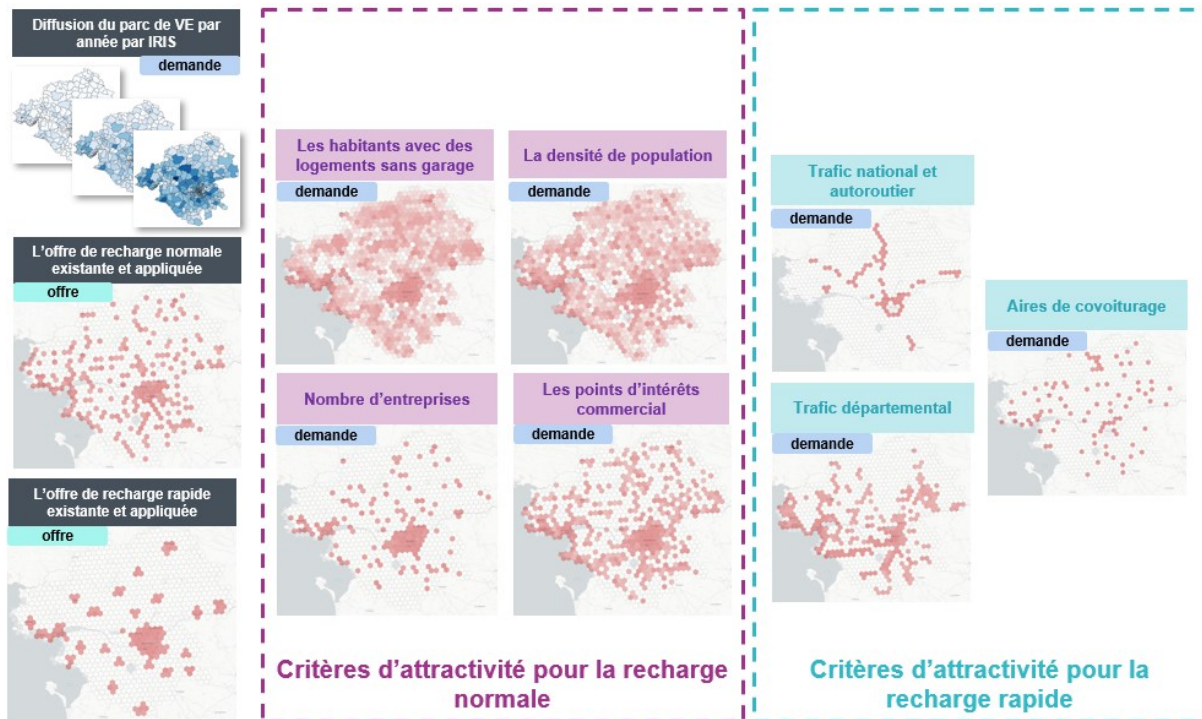 Diffusion du parc de VE par
année par IRIS
demande
L'offre de recharge normale
existante et appliquée
offre
L'offre de recharge rapide
existante et appliquée
offre
Les habitants avec des
logements sans garage
demande
La densité de population
demande
Nombre d'entreprises
demande
Les points d'intérêts
commercial
demande
Critères d'attractivité pour la recharge
normale
Trafic national et
autoroutier
demande
Aires de covoiturage
demande
Trafic départemental
demande
Critères d'attractivité pour la
recharge rapide